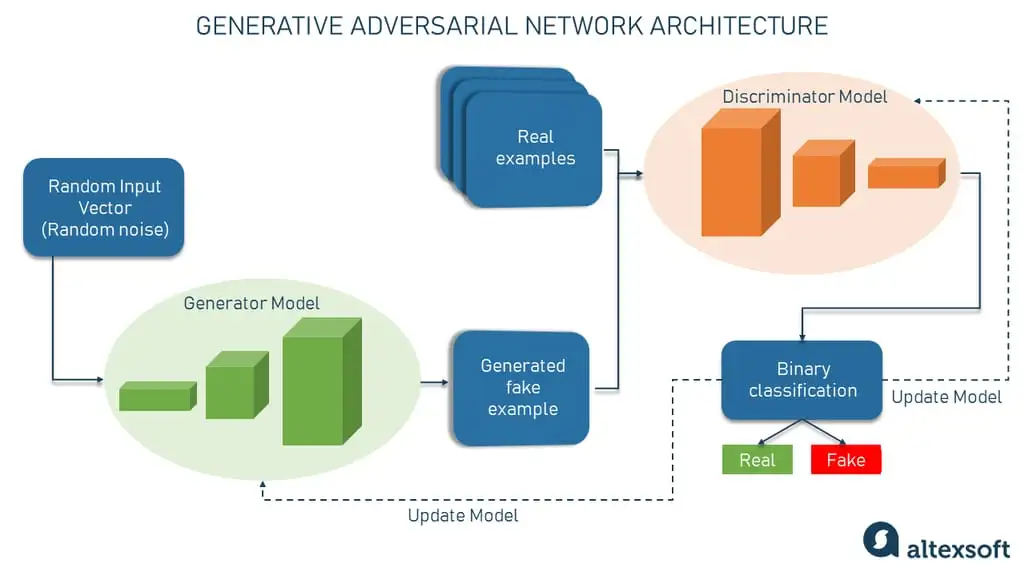 GENERATIVE ADVERSARIAL NETWORK ARCHITECTURE
Real
examples
Discriminator Model
Random Input
Vector
(Random noise)
Generator Model
Generated
fake
example
Binary
classification
Update Model
Real
Fake
Update Model
altexsoft